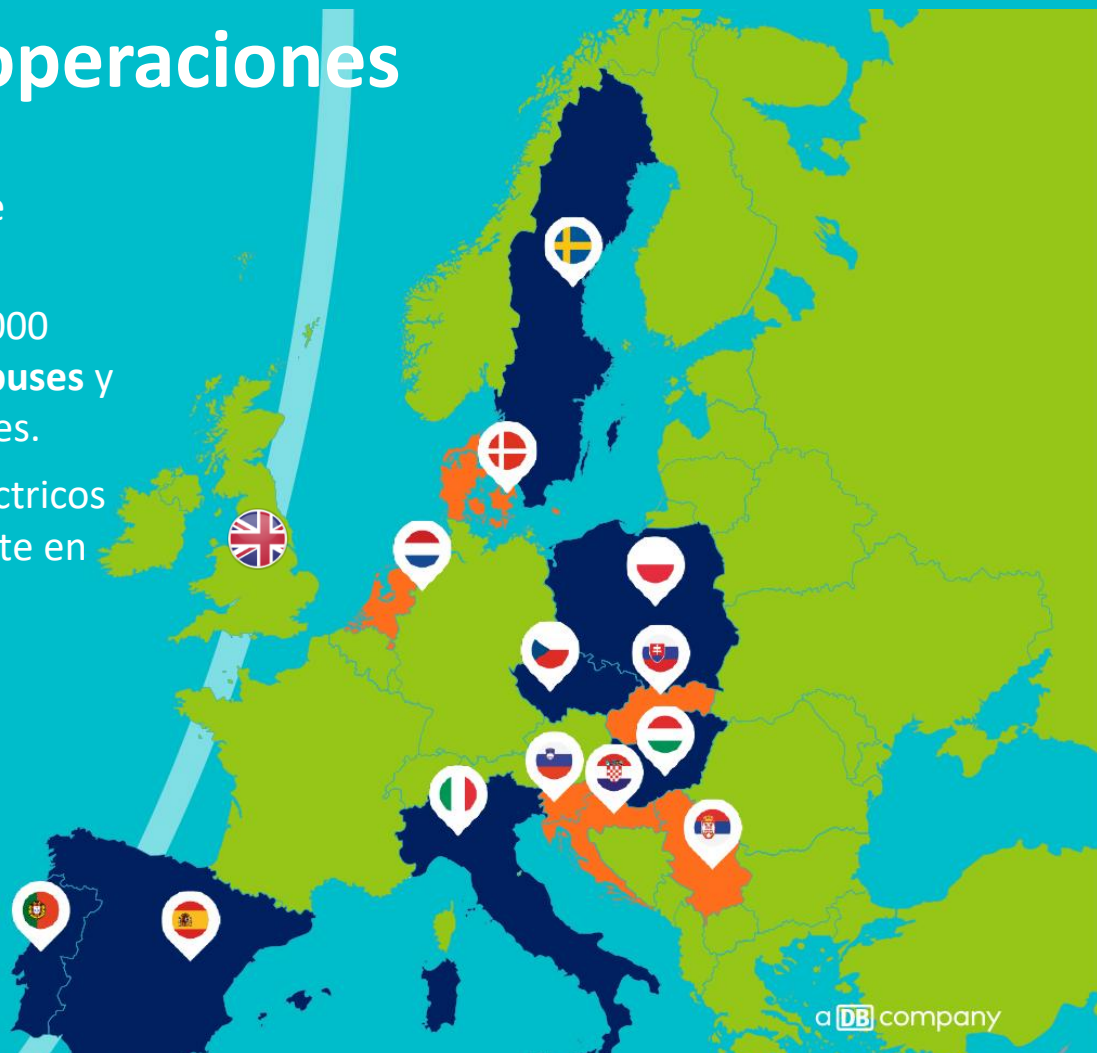 operaciones
e
000
buses y
es.
ctricos
te en
a DB company